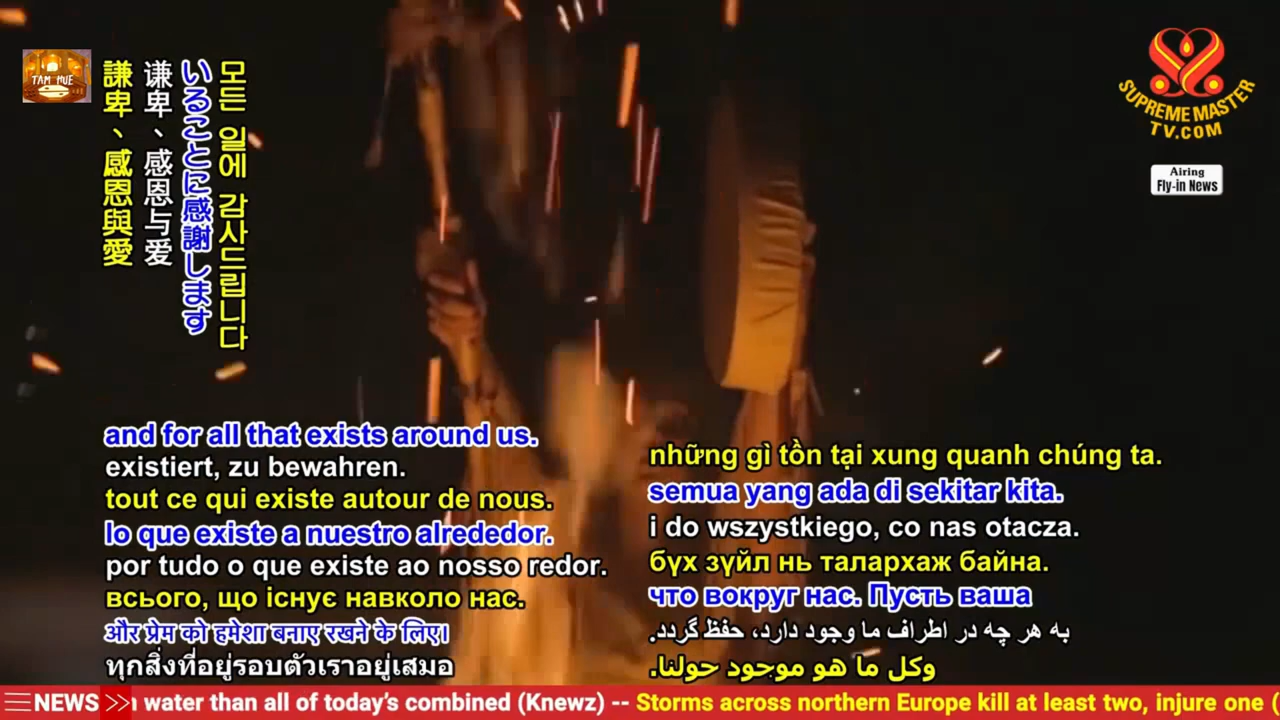 TAM HUE
謙卑、感恩與愛
谦卑、感恩与爱
いることに感謝します
모든 일에 감사드립니다
SUPREME MASTER
TV.COM
Airing
Fly-in News
and for all that exists around us.
existiert, zu bewahren.
tout ce qui existe autour de nous.
lo que existe a nuestro alrededor.
por tudo o que existe ao nosso redor.
всього, що існує навколо нас.
और प्रेम को हमेशा बनाए रखने के लिए।
ทุกสิ่งที่อยู่รอบตัวเราอยู่เสมอ
những gì tồn tại xung quanh chúng ta.
semua yang ada di sekitar kita.
i do wszystkiego, co nas otacza.
бүх зүйл нь талархаж байна.
что вокруг нас. Пусть ваша
به هر چه در اطراف ما وجود دارد، حفظ گردد.
وكل ما هو موجود حولنا.
NEWS >> water than all of today's combined (Knewz) -- Storms across northern Europe kill at least two, injure one (